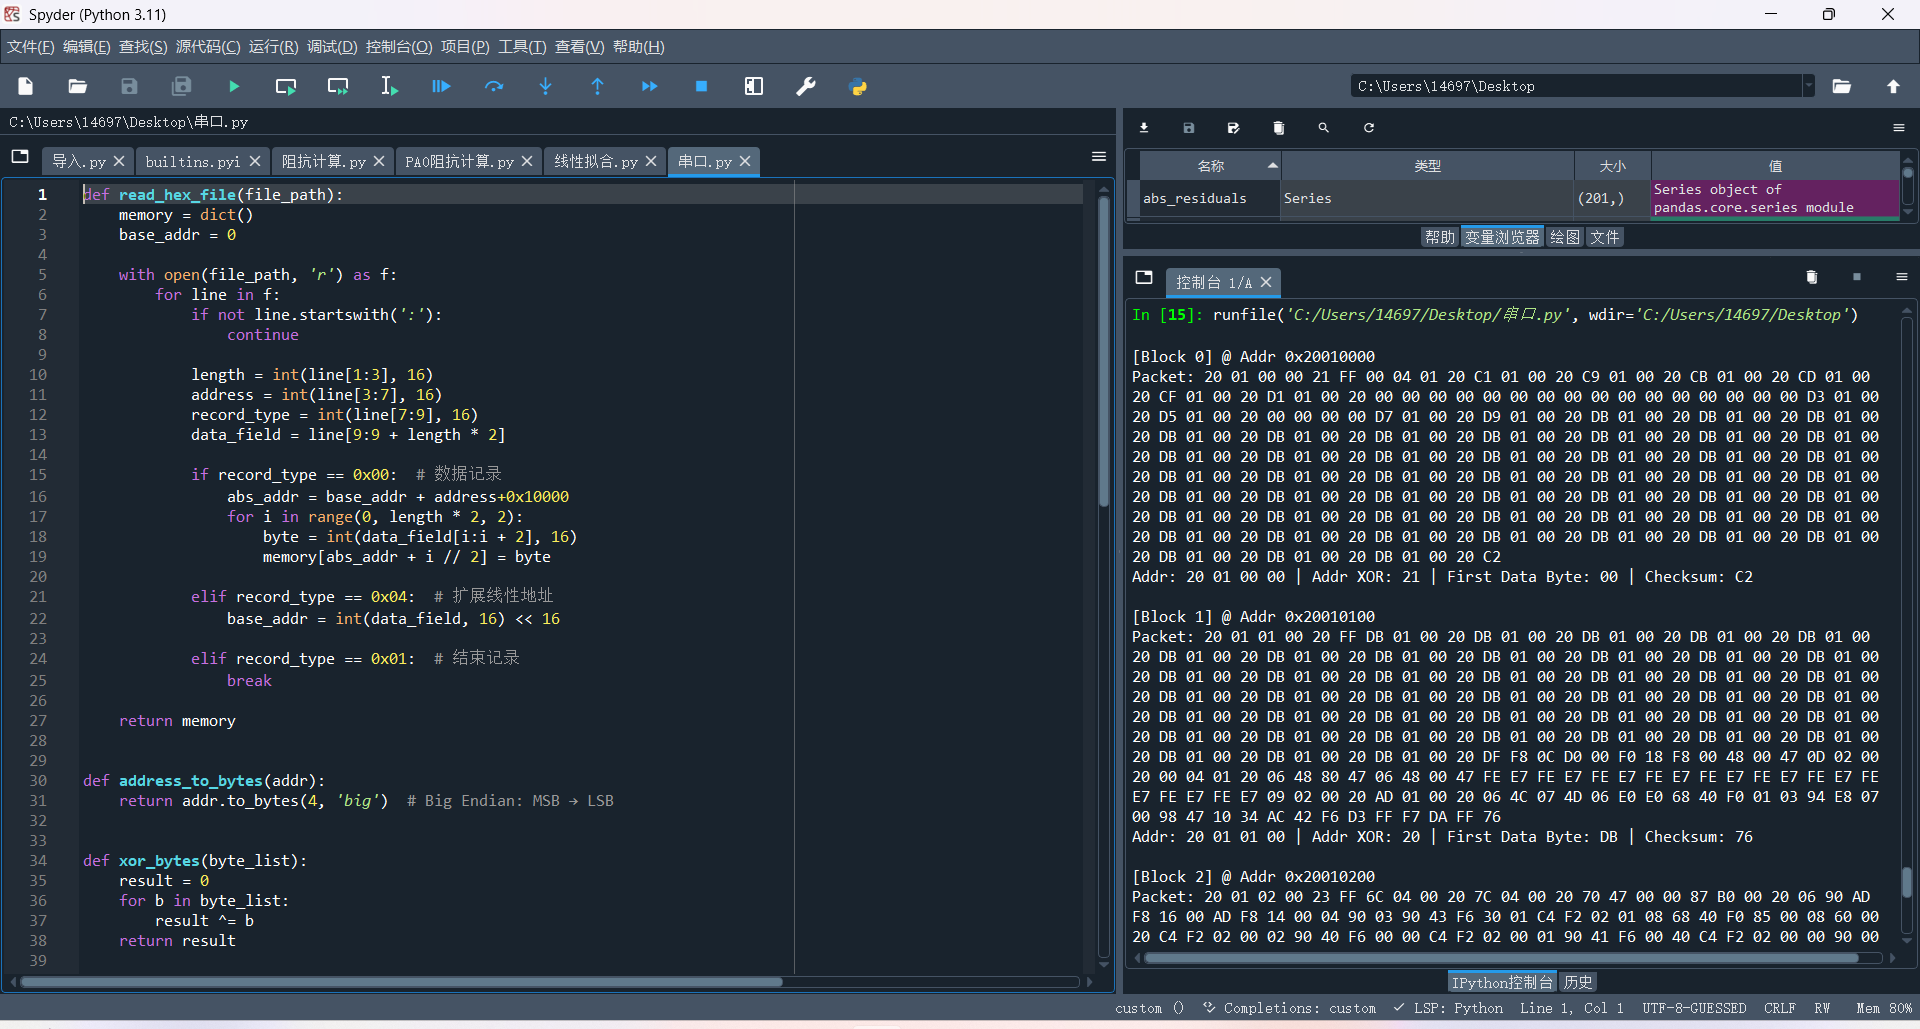 Spyder (Python 3.11)
文件(F) 编辑(E) 查找(S) 源代码(C) 运行(R) 调试(D) 控制台(O) 项目(P) 工具(T) 查看(V) 帮助(H)
C:\Users\14697\Desktop
C:\Users\14697\Desktop\串口.py
导入.py builtins.pyi 阻抗计算.py PAO阻抗计算.py 线性拟合.py 串口.py
1 def read_hex_file(file_path):
2 memory = dict()
3 base_addr = 0
4
5 with open(file_path, 'r') as f:
6 for line in f:
7 if not line.startswith(':'):
8 continue
9
10 length = int(line[1:3], 16)
11 address = int(line[3:7], 16)
12 record_type = int(line[7:9], 16)
13 data_field = line[9:9 + length * 2]
14
15 if record_type == 0x00: # 数据记录
16 abs_addr = base_addr + address+0x10000
17 for i in range(0, length * 2, 2):
18 byte = int(data_field[i:i + 2], 16)
19 memory[abs_addr + i // 2] = byte
20
21 elif record_type == 0x04: # 扩展线性地址
22 base_addr = int(data_field, 16) << 16
23
24 elif record_type == 0x01: # 结束记录
25 break
26
27 return memory
28
29
30 def address_to_bytes(addr):
31 return addr.to_bytes(4, 'big') # Big Endian: MSB → LSB
32
33
34 def xor_bytes(byte_list):
35 result = 0
36 for b in byte_list:
37 result ^= b
38 return result
39
名称 类型 大小 值
abs_residuals Series (201,) Series object of
pandas.core.series module
帮助 变量浏览器 绘图 文件
控制台 1/A
In [15]: runfile('C:/Users/14697/Desktop/串口.py', wdir='C:/Users/14697/Desktop')
[Block 0] @ Addr 0x20010000
Packet: 20 01 00 00 21 FF 00 04 01 20 C1 01 00 20 C9 01 00 20 CB 01 00 20 CD 01 00
20 CF 01 00 20 D1 01 00 20 00 00 00 00 00 00 00 00 00 00 00 00 00 00 00 00 D3 01 00
20 D5 01 00 20 00 00 00 00 D7 01 00 20 D9 01 00 20 DB 01 00 20 DB 01 00 20 DB 01 00
20 DB 01 00 20 DB 01 00 20 DB 01 00 20 DB 01 00 20 DB 01 00 20 DB 01 00 20 DB 01 00
20 DB 01 00 20 DB 01 00 20 DB 01 00 20 DB 01 00 20 DB 01 00 20 DB 01 00 20 DB 01 00
20 DB 01 00 20 DB 01 00 20 DB 01 00 20 DB 01 00 20 DB 01 00 20 DB 01 00 20 DB 01 00
20 DB 01 00 20 DB 01 00 20 DB 01 00 20 DB 01 00 20 DB 01 00 20 DB 01 00 20 DB 01 00
20 DB 01 00 20 DB 01 00 20 DB 01 00 20 DB 01 00 20 DB 01 00 20 DB 01 00 20 DB 01 00
20 DB 01 00 20 DB 01 00 20 DB 01 00 20 DB 01 00 20 DB 01 00 20 DB 01 00 20 DB 01 00
20 DB 01 00 20 DB 01 00 20 DB 01 00 20 C2
Addr: 20 01 00 00 | Addr XOR: 21 | First Data Byte: 00 | Checksum: C2
[Block 1] @ Addr 0x20010100
Packet: 20 01 01 00 20 FF DB 01 00 20 DB 01 00 20 DB 01 00 20 DB 01 00 20 DB 01 00
20 DB 01 00 20 DB 01 00 20 DB 01 00 20 DB 01 00 20 DB 01 00 20 DB 01 00 20 DB 01 00
20 DB 01 00 20 DB 01 00 20 DB 01 00 20 DB 01 00 20 DB 01 00 20 DB 01 00 20 DB 01 00
20 DB 01 00 20 DB 01 00 20 DB 01 00 20 DB 01 00 20 DB 01 00 20 DB 01 00 20 DB 01 00
20 DB 01 00 20 DB 01 00 20 DB 01 00 20 DB 01 00 20 DB 01 00 20 DB 01 00 20 DB 01 00
20 DB 01 00 20 DB 01 00 20 DB 01 00 20 DB 01 00 20 DB 01 00 20 DB 01 00 20 DB 01 00
20 DB 01 00 20 DB 01 00 20 DB 01 00 20 DF F8 0C D0 00 F0 18 F8 00 48 00 47 0D 02 00
20 00 04 01 20 06 48 80 47 06 48 00 47 FE E7 FE E7 FE E7 FE E7 FE E7 FE E7 FE E7 FE
E7 FE E7 FE E7 09 02 00 20 AD 01 00 20 06 4C 07 4D 06 E0 E0 68 40 F0 01 03 94 E8 07
00 98 47 10 34 AC 42 F6 D3 FF F7 DA FF 76
Addr: 20 01 01 00 | Addr XOR: 20 | First Data Byte: DB | Checksum: 76
[Block 2] @ Addr 0x20010200
Packet: 20 01 02 00 23 FF 6C 04 00 20 7C 04 00 20 70 47 00 00 87 B0 00 20 06 90 AD
F8 16 00 AD F8 14 00 04 90 03 90 43 F6 30 01 C4 F2 02 01 08 68 40 F0 85 00 08 60 00
20 C4 F2 02 00 02 90 40 F6 00 00 C4 F2 02 00 01 90 41 F6 00 40 C4 F2 02 00 00 90 00
IPython控制台 历史
custom () Completions: custom LSP: Python Line 1, Col 1 UTF-8-GUESSED CRLF RW Mem 80%